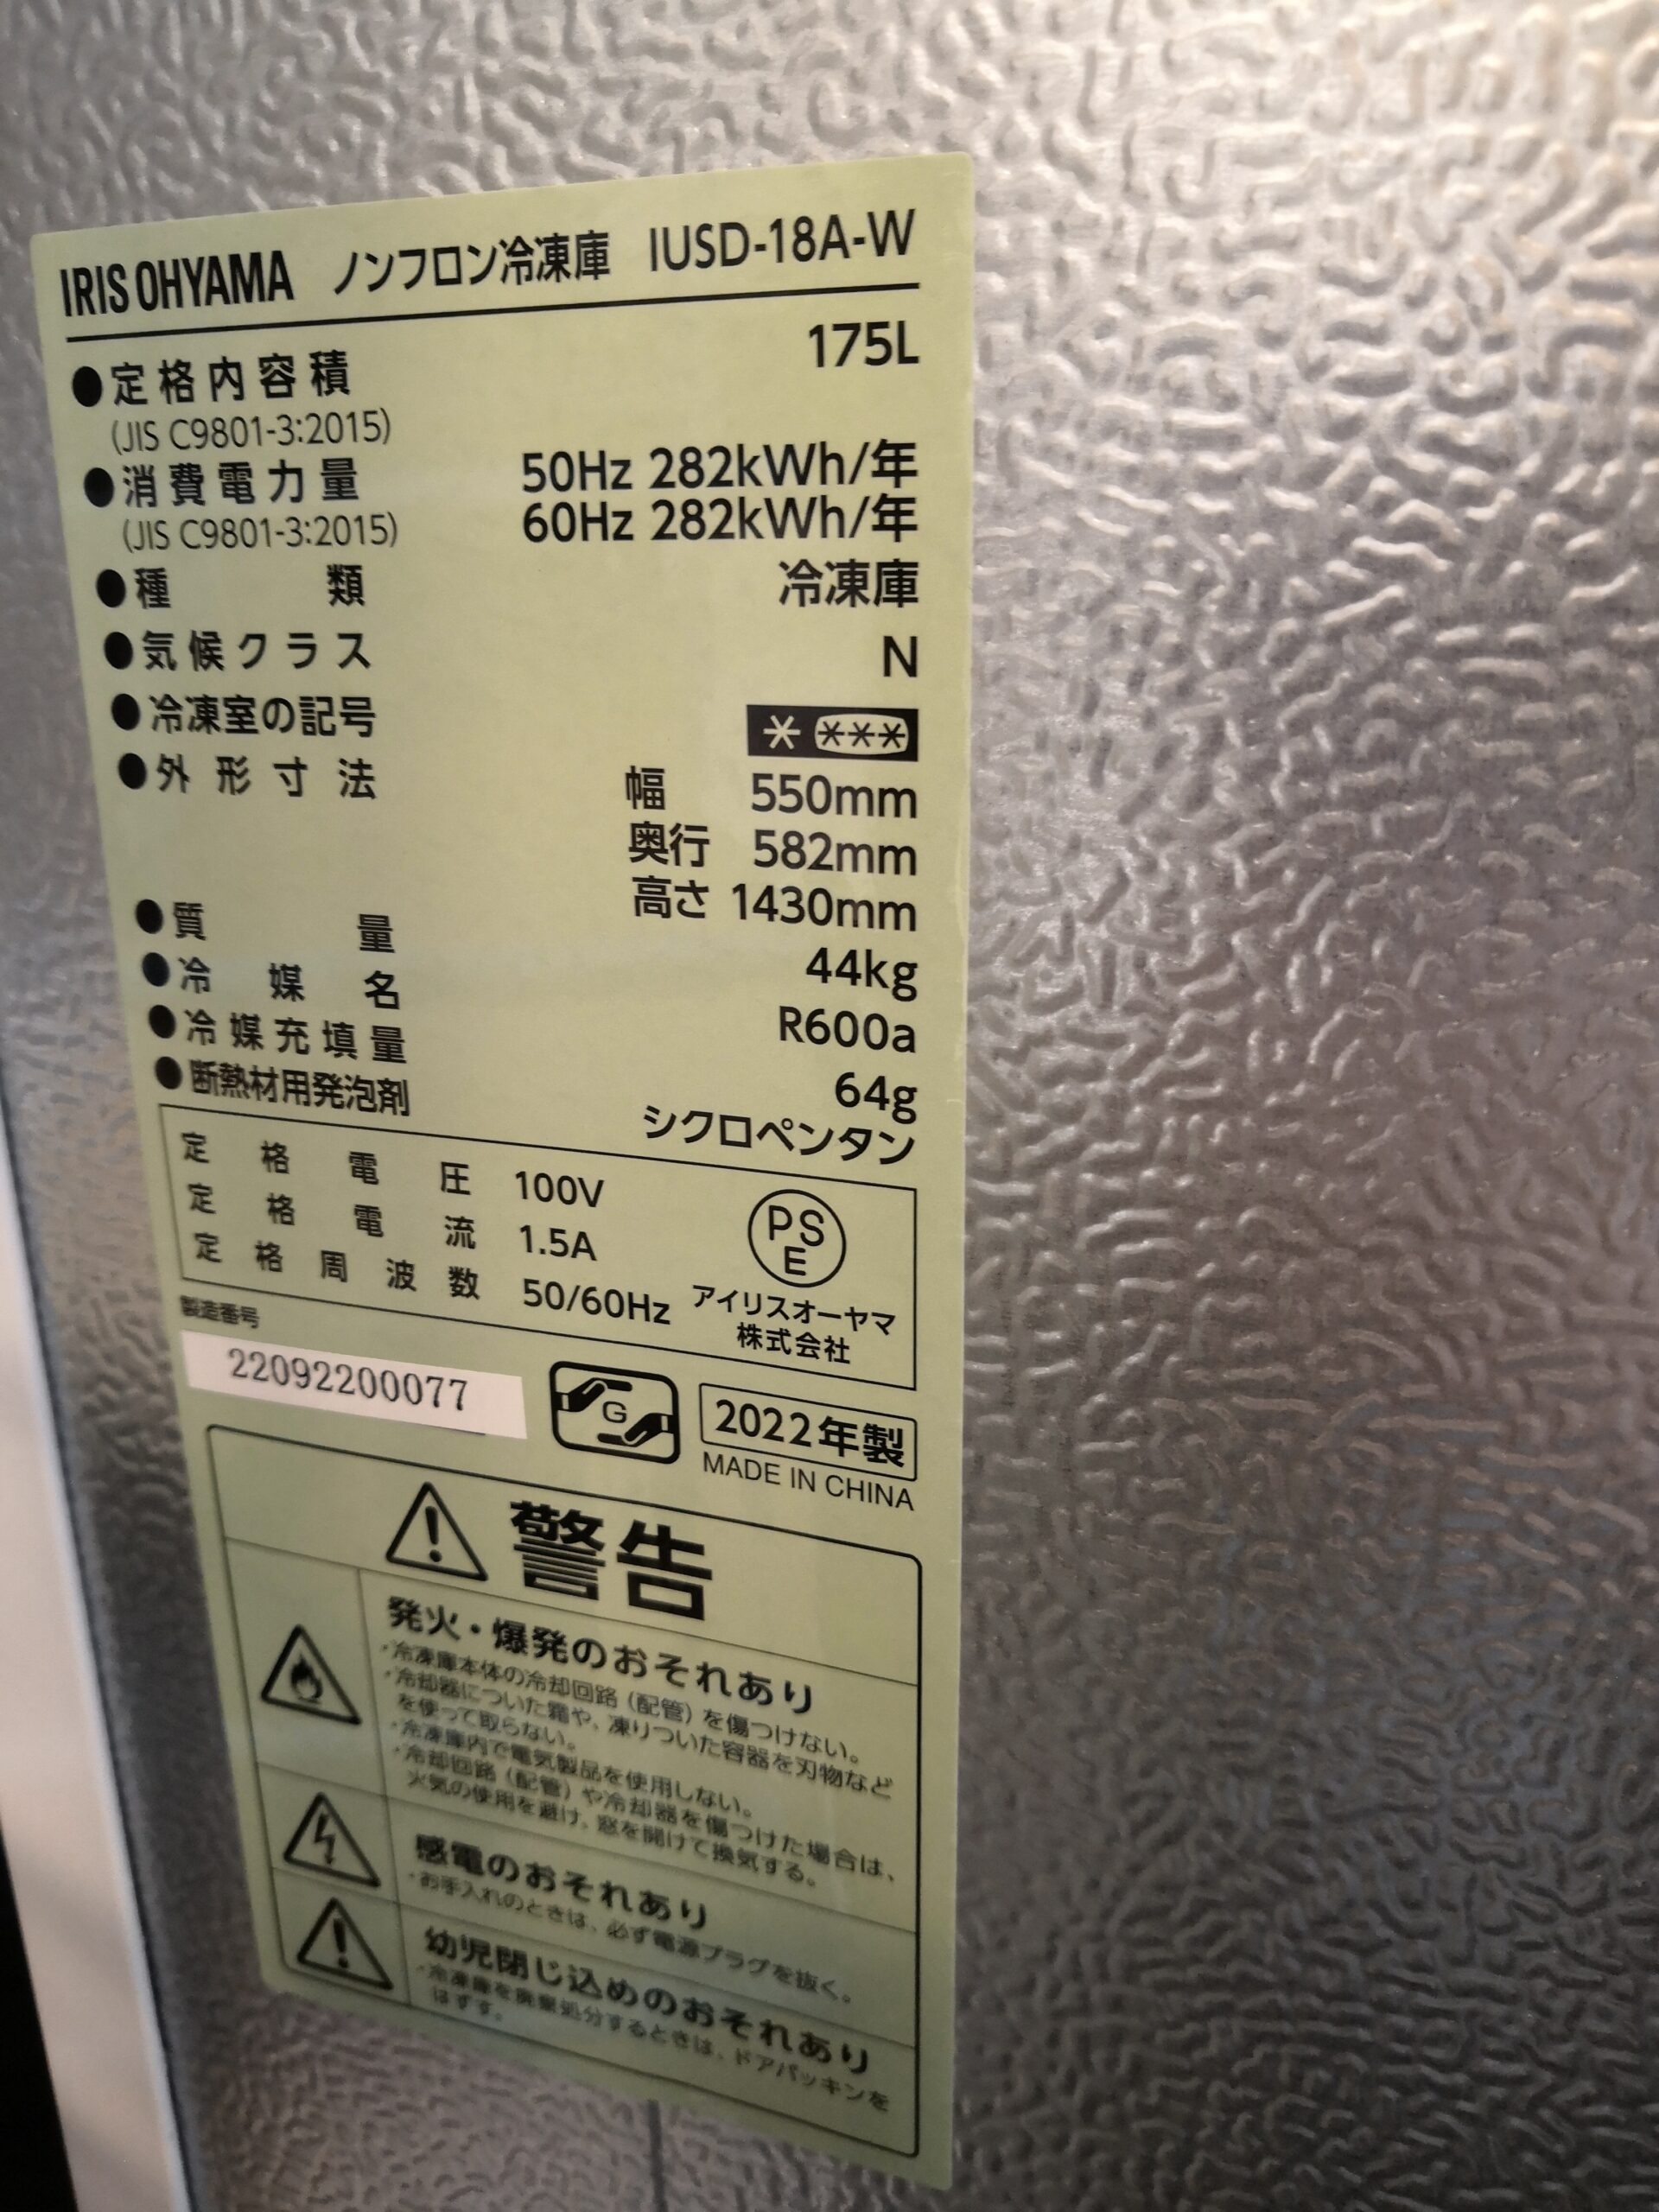 IRIS OHYAMA ノンフロン冷凍庫 IUSD-18A-W
●定格内容積 175L
(JIS C9801-3:2015)
●消費電力量 50Hz 282kWh/年
(JIS C9801-3:2015) 60Hz 282kWh/年
●種類 冷凍庫
●気候クラス N
●冷凍室の記号 * ***
●外形寸法 幅 550mm
奥行 582mm
高さ 1430mm
●質量 44kg
●冷媒名 R600a
●冷媒充填量 64g
●断熱材用発泡剤 シクロペンタン
定格電圧 100V
定格電流 1.5A
定格周波数 50/60Hz
PS
E
アイリスオーヤマ
株式会社
製造番号
22092200077
G
2022年製
MADE IN CHINA
警告
発火・爆発のおそれあり
・冷凍庫本体の冷却回路(配管)を傷つけない。
・冷却器についた霜や、凍りついた容器を刃物など
を使って取らない。
・冷凍庫内で電気製品を使用しない。
・冷却回路(配管)や冷却器を傷つけた場合は、
火気の使用を避け、窓を開けて換気する。
感電のおそれあり
・お手入れのときは、必ず電源プラグを抜く。
幼児閉じ込めのおそれあり
・冷凍庫を廃棄処分するときは、ドアパッキンを
はずす。